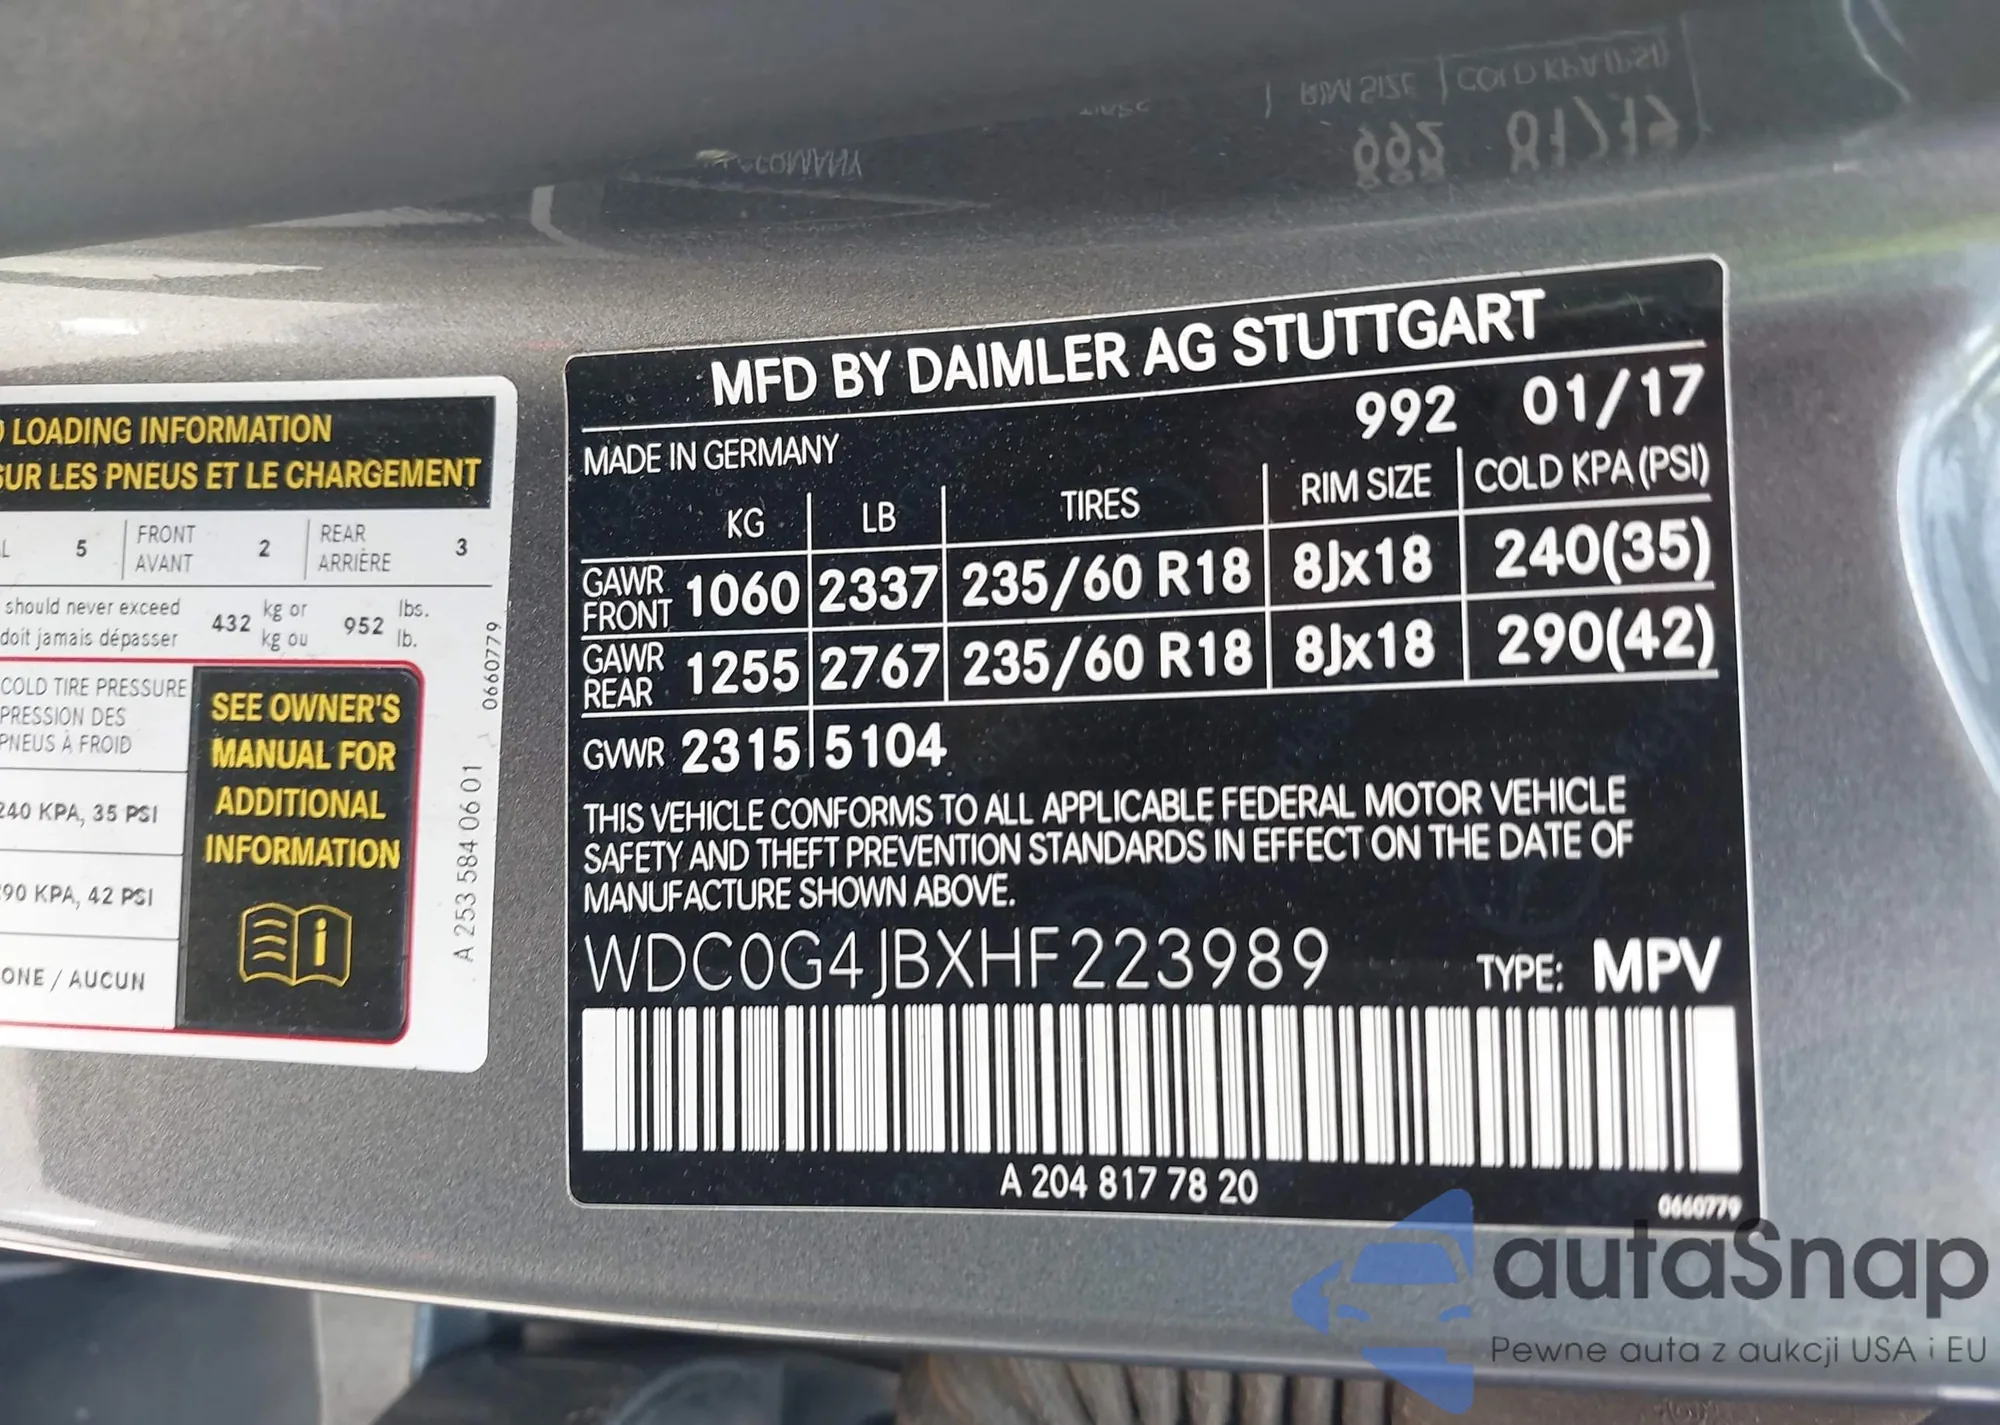 LOADING INFORMATION
SUR LES PNEUS ET LE CHARGEMENT
5 FRONT AVANT 2 REAR ARRIÈRE 3
should never exceed 432 kg or 952 lbs.
doit jamais dépasser kg ou lb.
COLD TIRE PRESSURE
PRESSION DES
PNEUS À FROID
240 KPA, 35 PSI
90 KPA, 42 PSI
ONE / AUCUN
SEE OWNER'S
MANUAL FOR
ADDITIONAL
INFORMATION
i
A 253 584 06 01
0660779
MFD BY DAIMLER AG STUTTGART
992 01/17
MADE IN GERMANY
KG LB TIRES RIM SIZE COLD KPA (PSI)
GAWR FRONT 1060 2337 235/60 R18 8Jx18 240(35)
GAWR REAR 1255 2767 235/60 R18 8Jx18 290(42)
GVWR 2315 5104
THIS VEHICLE CONFORMS TO ALL APPLICABLE FEDERAL MOTOR VEHICLE
SAFETY AND THEFT PREVENTION STANDARDS IN EFFECT ON THE DATE OF
MANUFACTURE SHOWN ABOVE.
WDC0G4JBXHF223989 TYPE: MPV
A 204 817 78 20
0660779
autaSnap
Pewne auta z aukcji USA i EU